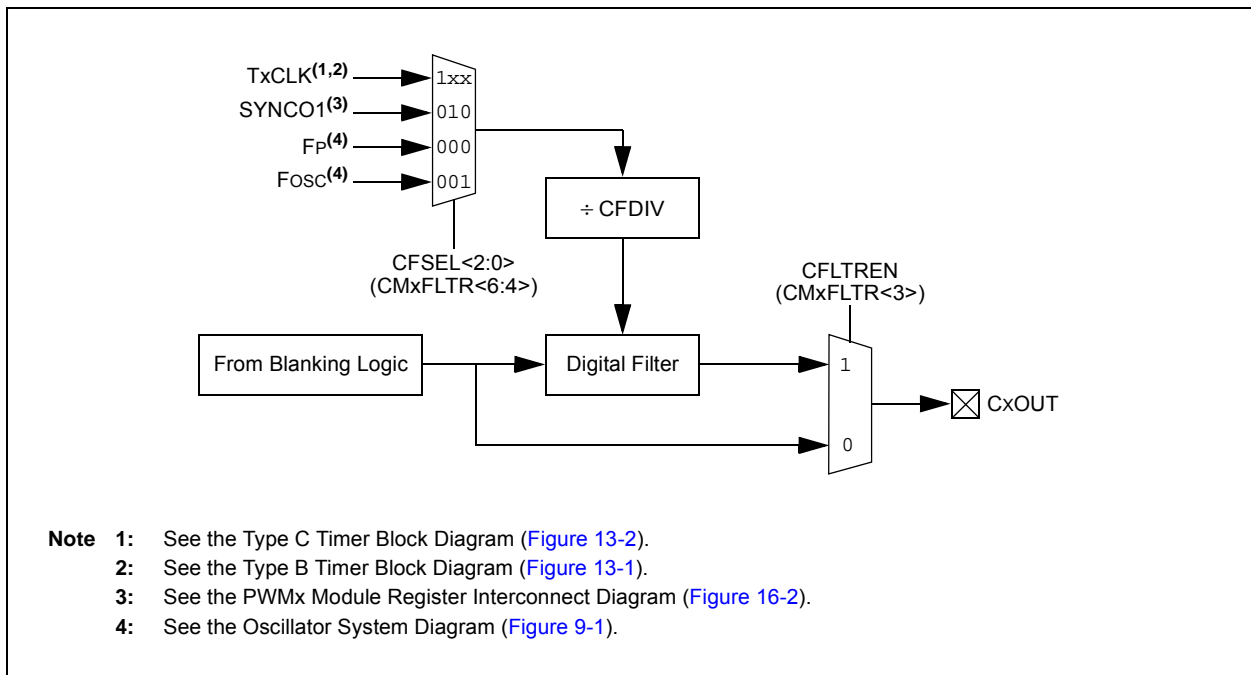 TxCLK(1,2)
SYNCO1(3)
FP(4)
FOSC(4)
1xx
010
000
001
÷ CFDIV
CFSEL<2:0>
(CMxFLTR<6:4>)
CFLTREN
(CMxFLTR<3>)
From Blanking Logic
Digital Filter
1
0
CxOUT
Note 1: See the Type C Timer Block Diagram (Figure 13-2).
2: See the Type B Timer Block Diagram (Figure 13-1).
3: See the PWMx Module Register Interconnect Diagram (Figure 16-2).
4: See the Oscillator System Diagram (Figure 9-1).